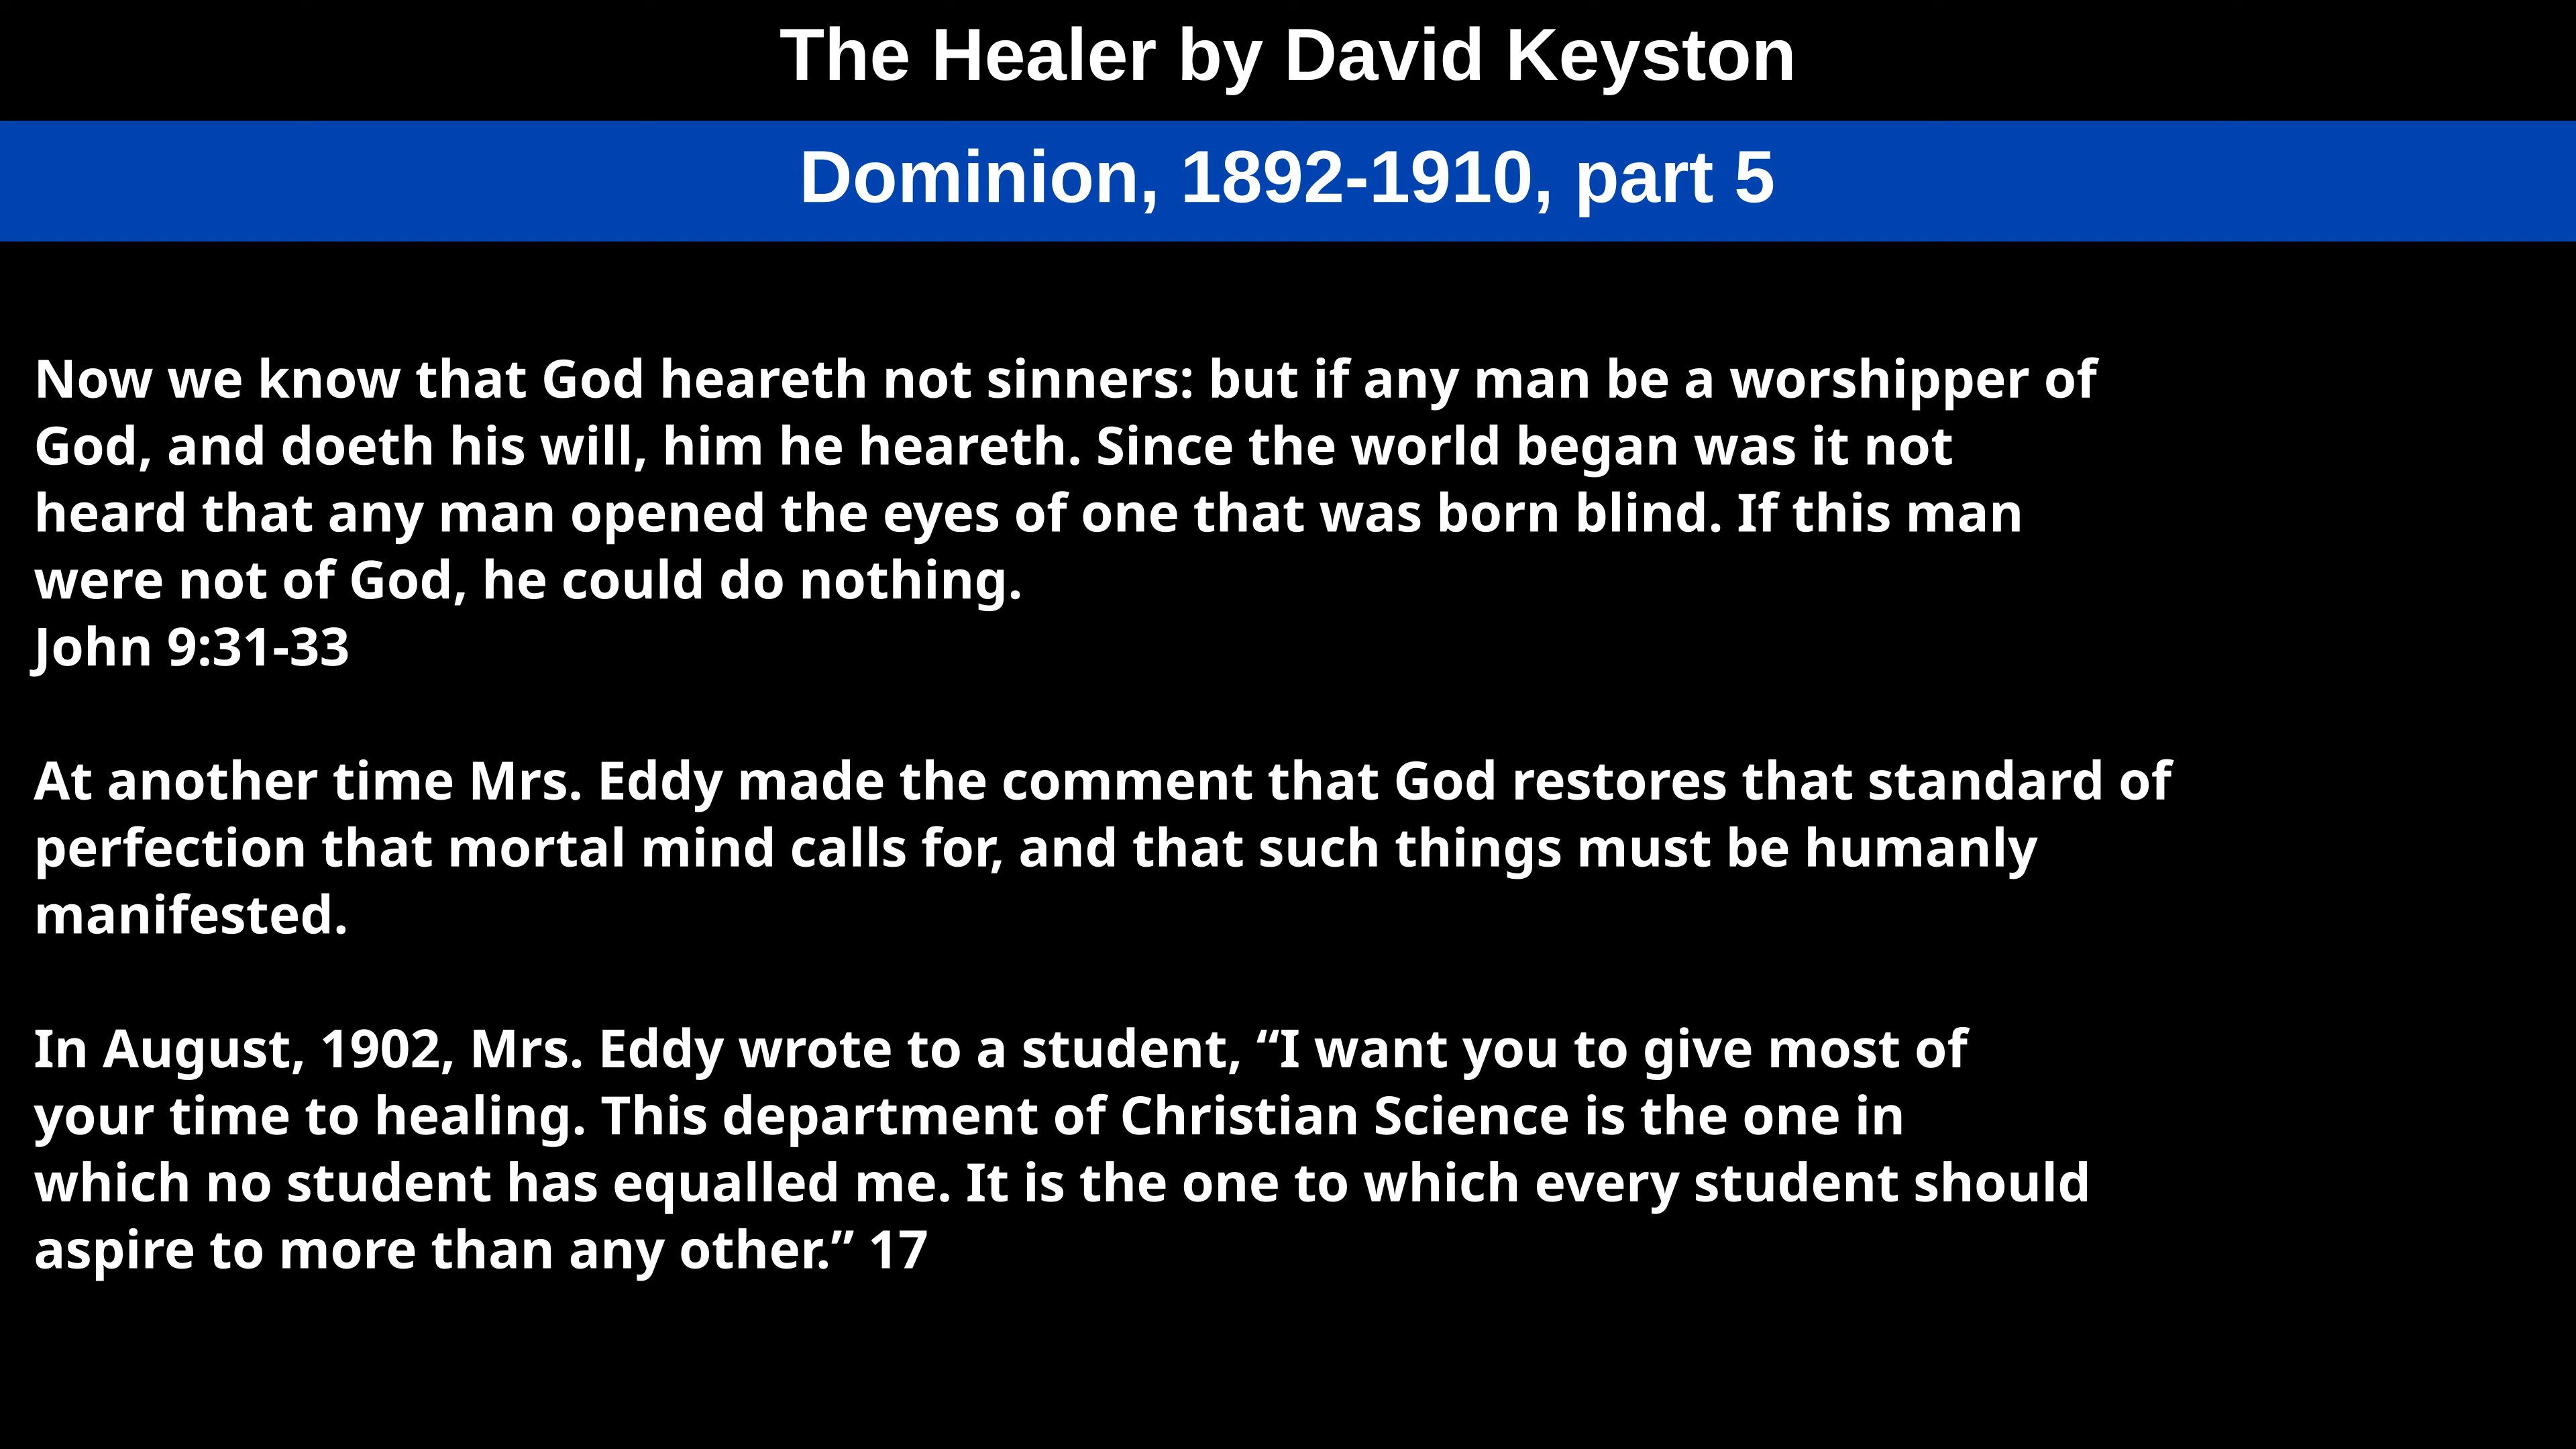 The Healer by David Keyston
Dominion, 1892-1910, part 5
Now we know that God heareth not sinners: but if any man be a worshipper of
God, and doeth his will, him he heareth. Since the world began was it not
heard that any man opened the eyes of one that was born blind. If this man
were not of God, he could do nothing.
John 9:31-33
At another time Mrs. Eddy made the comment that God restores that standard of
perfection that mortal mind calls for, and that such things must be humanly
manifested.
In August, 1902, Mrs. Eddy wrote to a student, “I want you to give most of
your time to healing. This department of Christian Science is the one in
which no student has equalled me. It is the one to which every student should
aspire to more than any other.” 17